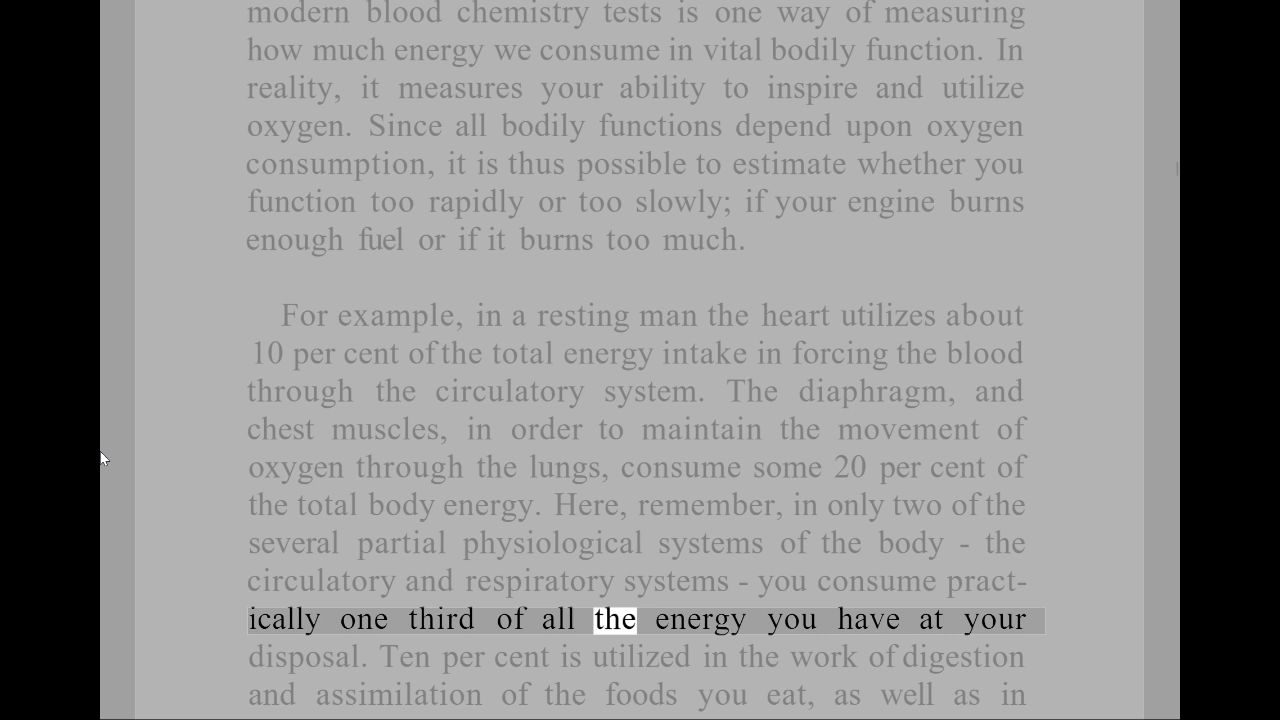 modern blood chemistry tests is one way of measuring
how much energy we consume in vital bodily function. In
reality, it measures your ability to inspire and utilize
oxygen. Since all bodily functions depend upon oxygen
consumption, it is thus possible to estimate whether you
function too rapidly or too slowly; if your engine burns
enough fuel or if it burns too much.
For example, in a resting man the heart utilizes about
10 per cent of the total energy intake in forcing the blood
through the circulatory system. The diaphragm, and
chest muscles, in order to maintain the movement of
oxygen through the lungs, consume some 20 per cent of
the total body energy. Here, remember, in only two of the
several partial physiological systems of the body - the
circulatory and respiratory systems - you consume pract-
ically one third of all the energy you have at your
disposal. Ten per cent is utilized in the work of digestion
and assimilation of the foods you eat, as well as in